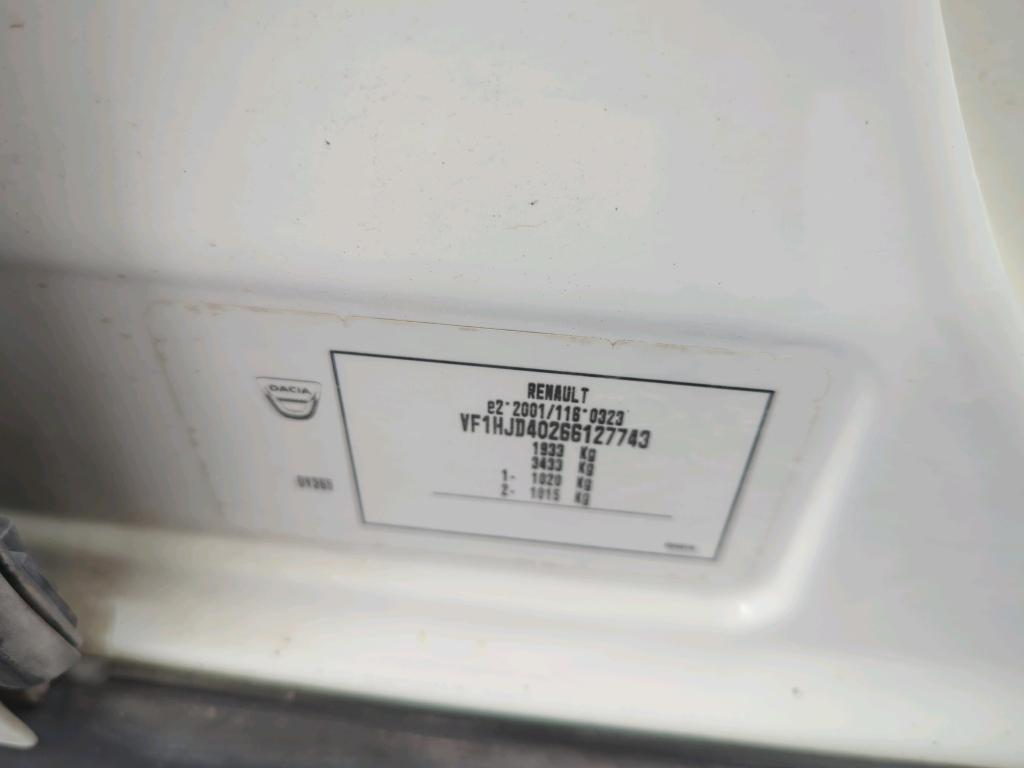 DACIA
RENAULT
e2*2001/116*0323
VF1HJD40266127743
1933 Kg
3433 Kg
1- 1020 Kg
2- 1015 Kg